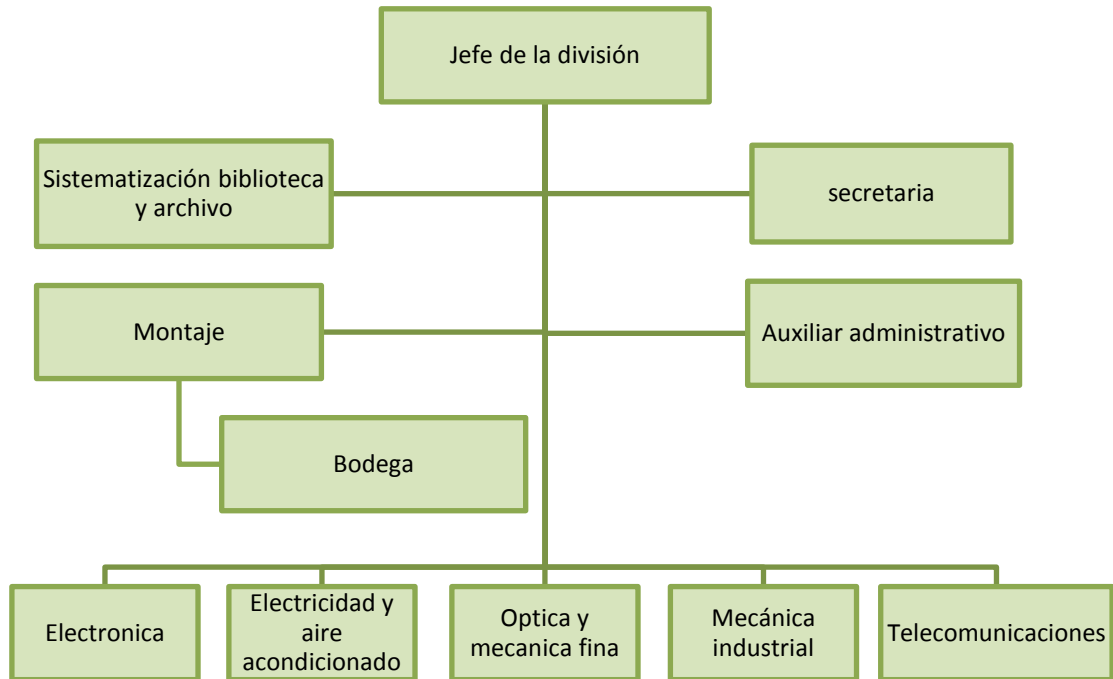 Jefe de la división
Sistematización biblioteca
y archivo
secretaria
Montaje
Auxiliar administrativo
Bodega
Electronica
Electricidad y
aire
acondicionado
Optica y
mecanica fina
Mecánica
industrial
Telecomunicaciones